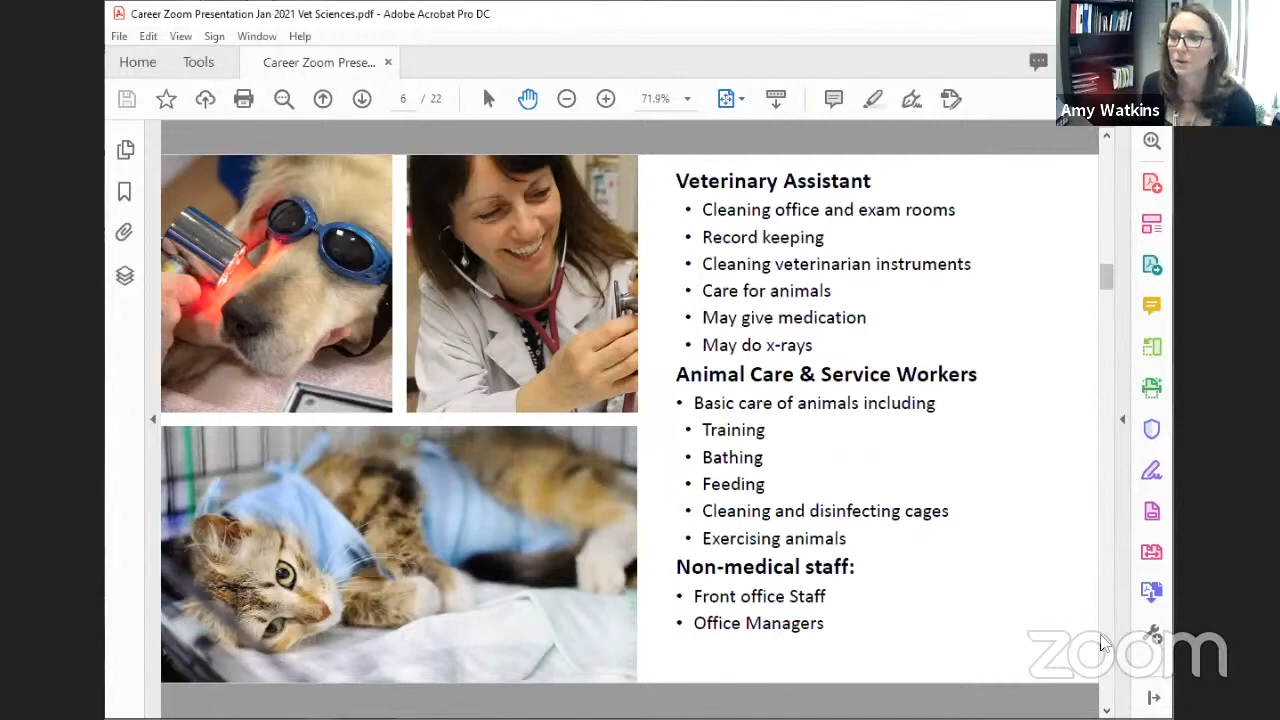 Career Zoom Presentation Jan 2021 Vet Sciences.pdf - Adobe Acrobat Pro DC
File Edit View Sign Window Help
Home Tools Career Zoom Prese... ×
6 / 22 71.9%
Amy Watkins
Veterinary Assistant
• Cleaning office and exam rooms
• Record keeping
• Cleaning veterinarian instruments
• Care for animals
• May give medication
• May do x-rays
Animal Care & Service Workers
• Basic care of animals including
• Training
• Bathing
• Feeding
• Cleaning and disinfecting cages
• Exercising animals
Non-medical staff:
• Front office Staff
• Office Managers
zoom